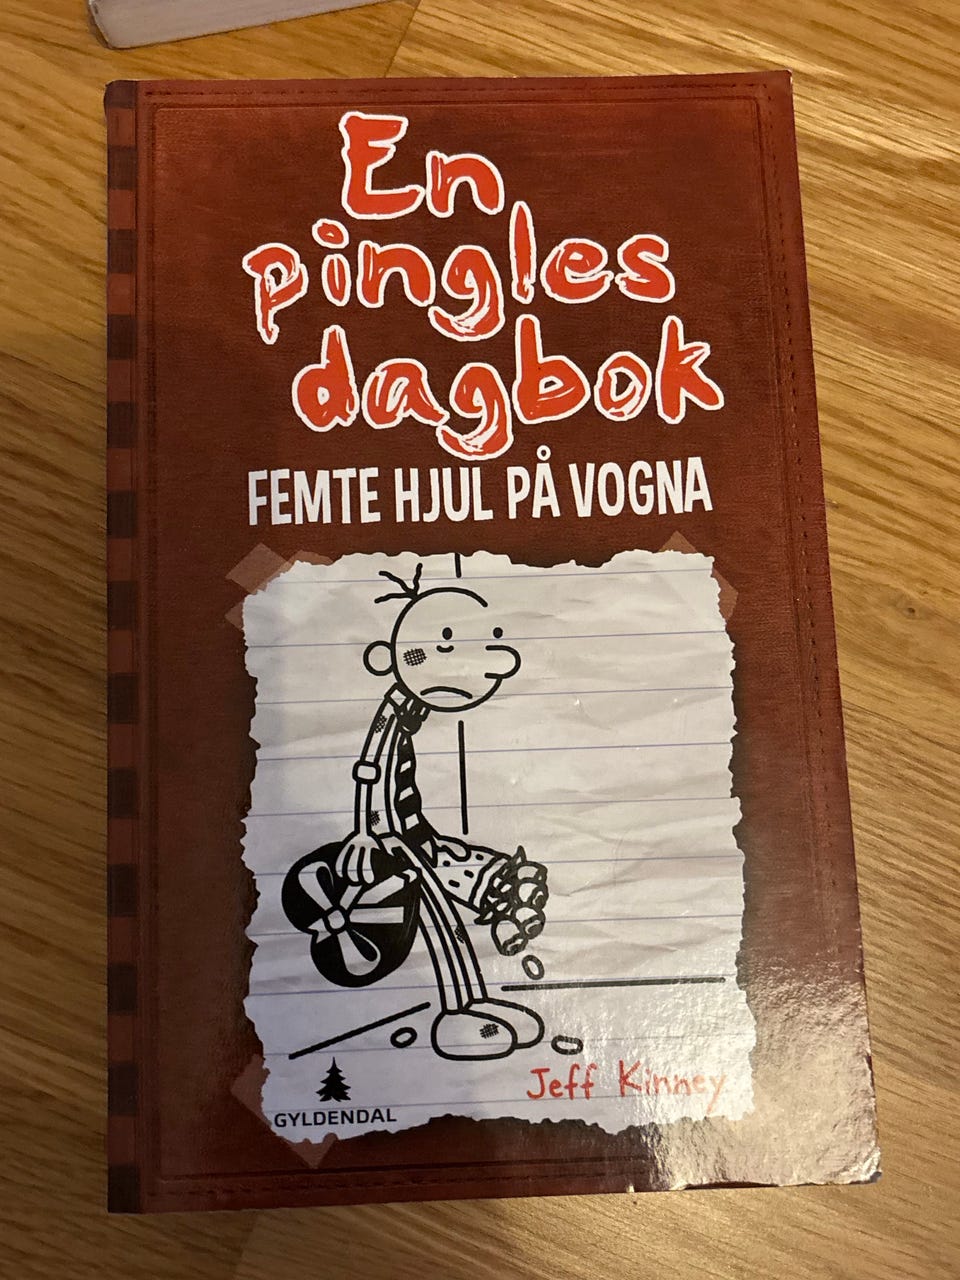 En
pingles
dagbok
FEMTE HJUL PÅ VOGNA
Jeff Kinney
GYLDENDAL